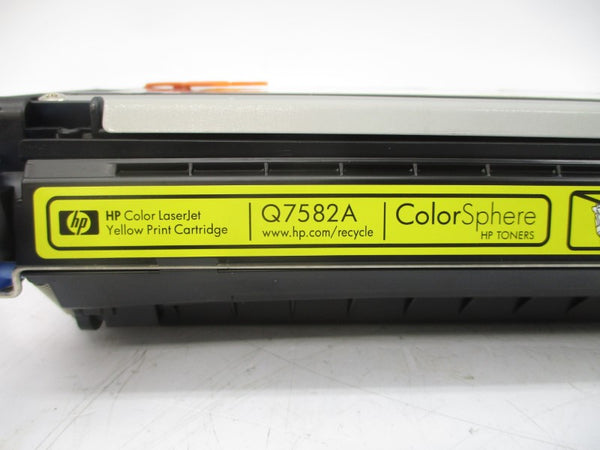 hp
HP Color LaserJet
Yellow Print Cartridge
Q7582A
www.hp.com/recycle
ColorSphere
HP TONERS